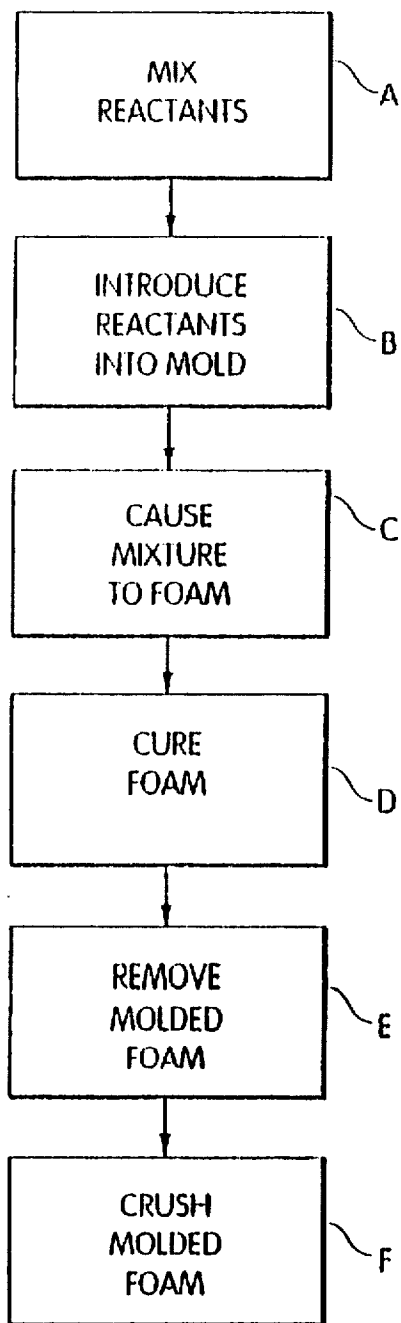 MIX
REACTANTS
A
INTRODUCE
REACTANTS
INTO MOLD
B
CAUSE
MIXTURE
TO FOAM
C
CURE
FOAM
D
REMOVE
MOLDED
FOAM
E
CRUSH
MOLDED
FOAM
F